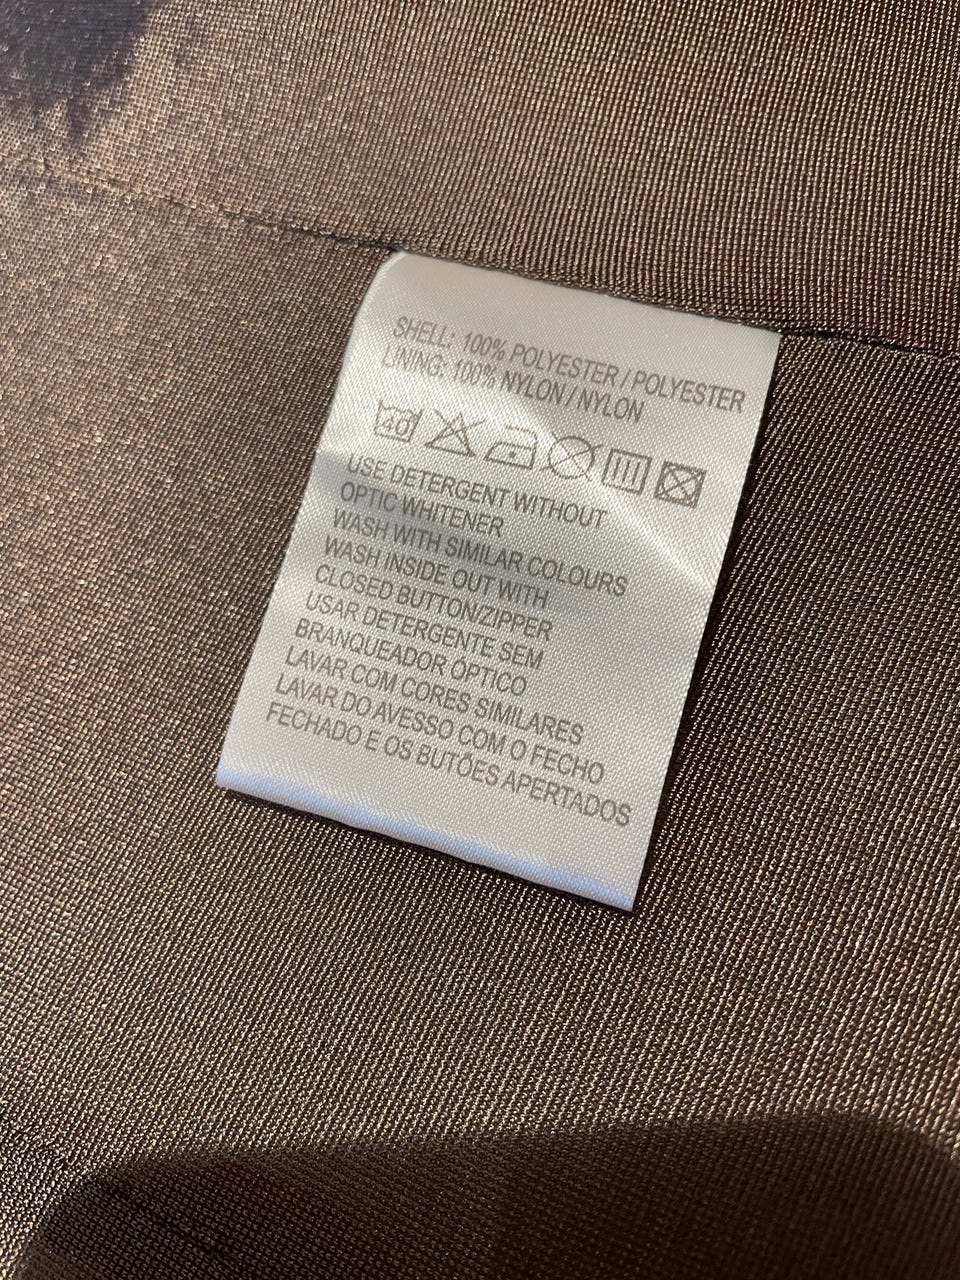 SHELL: 100% POLYESTER / POLYESTER
LINING: 100% NYLON / NYLON
40
USE DETERGENT WITHOUT
OPTIC WHITENER
WASH WITH SIMILAR COLOURS
WASH INSIDE OUT WITH
CLOSED BUTTON/ZIPPER
USAR DETERGENTE SEM
BRANQUEADOR ÓPTICO
LAVAR COM CORES SIMILARES
LAVAR DO AVESSO COM O FECHO
FECHADO E OS BUTÕES APERTADOS